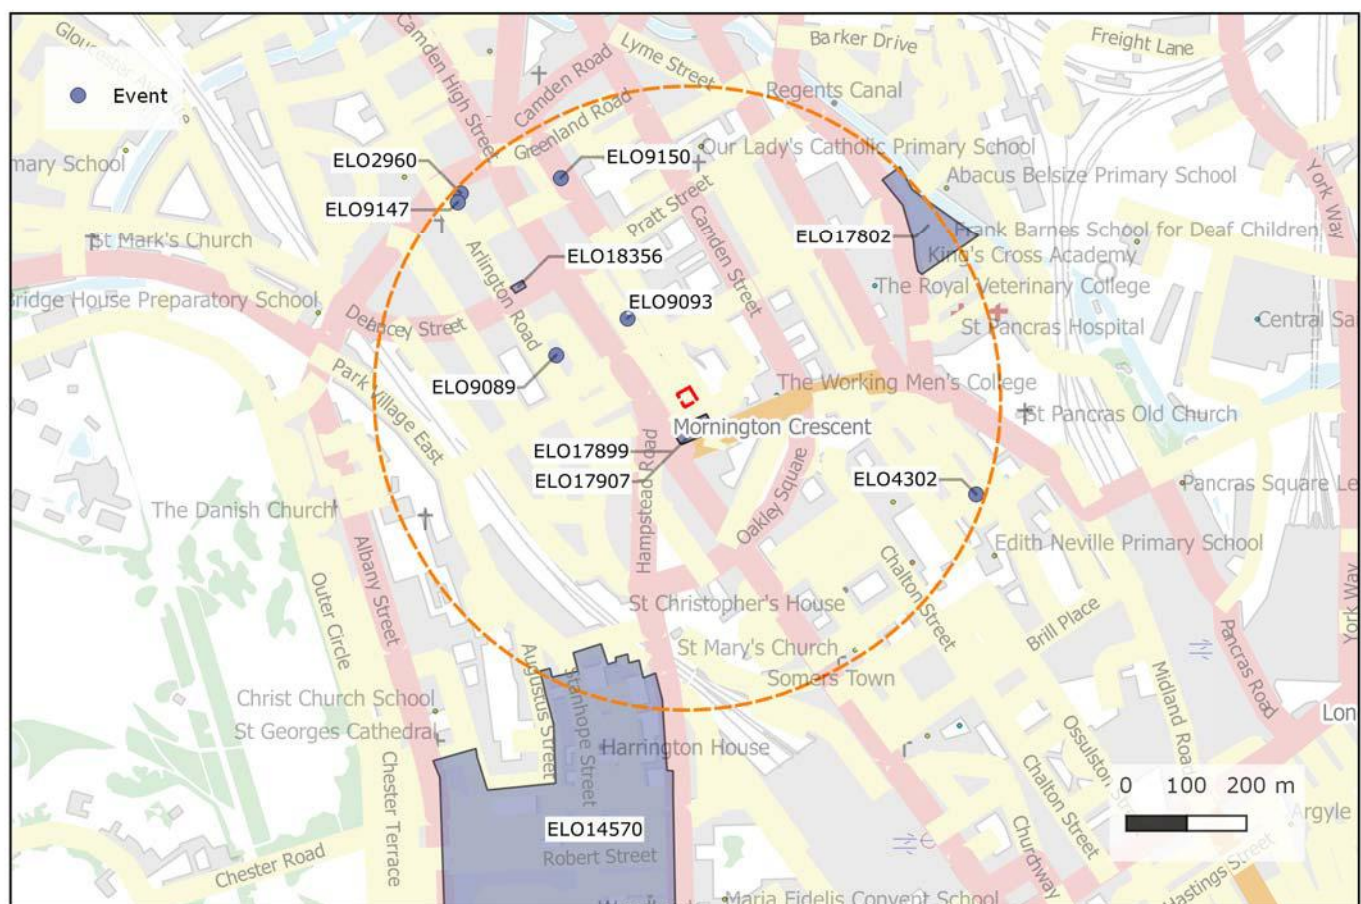 Gloucester Avenue
Camden High Street
Camden Road
Lyme Street
Barker Drive
Freight Lane
Event
Regents Canal
Greenland Road
mary School
ELO2960
ELO9150
Our Lady's Catholic Primary School
York Way
Abacus Belsize Primary School
ELO9147
Pratt Street
St Mark's Church
Camden Street
ELO17802
Frank Barnes School for Deaf Children
Arlington Road
ELO18356
King's Cross Academy
The Royal Veterinary College
Bridge House Preparatory School
ELO9093
St Pancras Hospital
Central Sa
Delancey Street
ELO9089
The Working Men's College
Park Village East
St Pancras Old Church
Mornington Crescent
ELO17899
ELO17907
Hampstead Road
Oakley Square
ELO4302
Pancras Square Le
The Danish Church
Edith Neville Primary School
Albany Street
Outer Circle
Chalton Street
York Way
St Christopher's House
Brill Place
St Mary's Church
Somers Town
Pancras Road
Midland Road
Augustus Street
Stanhope Street
Christ Church School
St Georges Cathedral
Lon
Harrington House
Ossulston St
Chester Terrace
Chalton Street
0 100 200 m
ELO14570
Robert Street
Argyle
Chester Road
Churchway
Hastings Street
Maria Fidelis Convent School